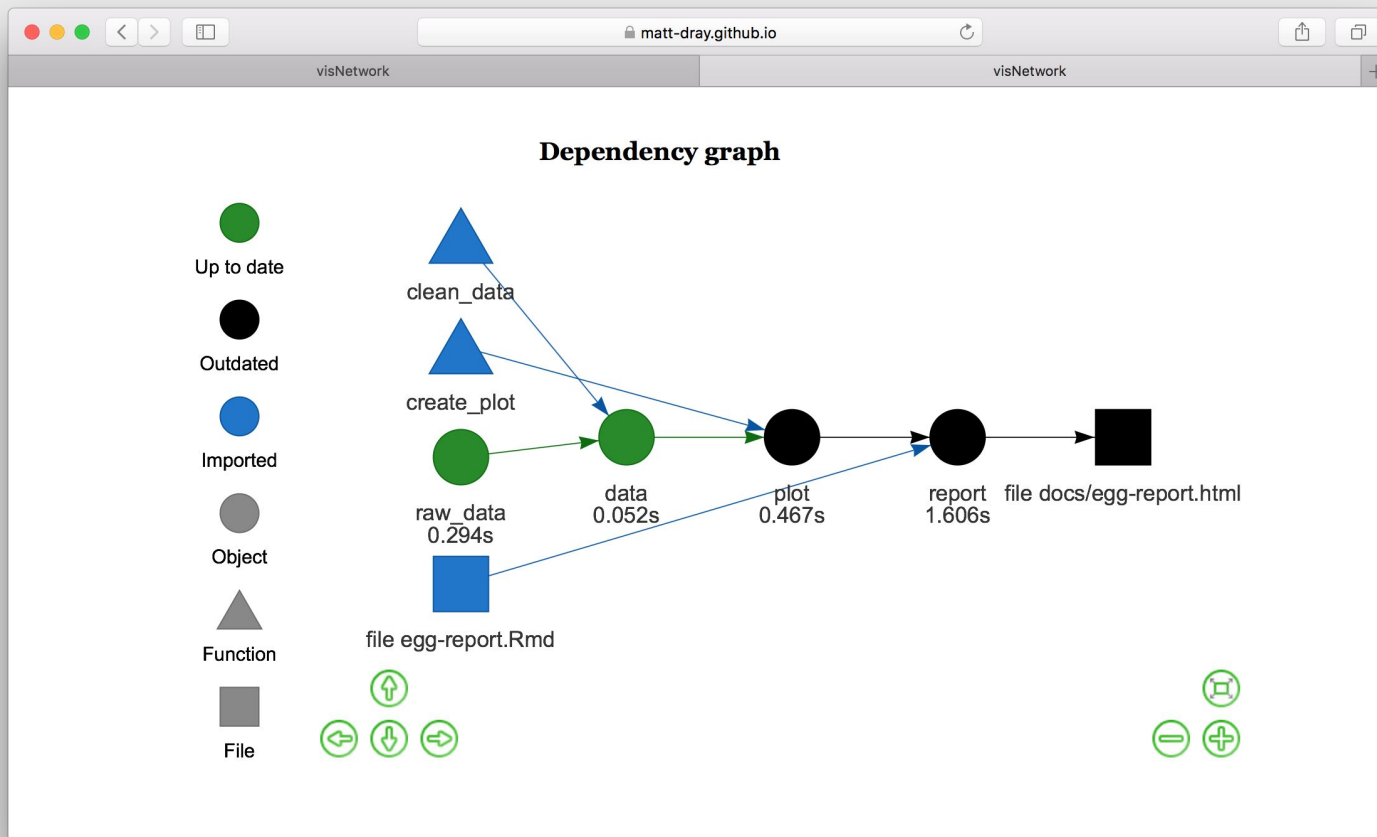 matt-dray.github.io
visNetwork
visNetwork
Dependency graph
Up to date
Outdated
Imported
Object
Function
File
clean_data
create_plot
raw_data
0.294s
file egg-report.Rmd
data
0.052s
plot
0.467s
report
1.606s
file docs/egg-report.html